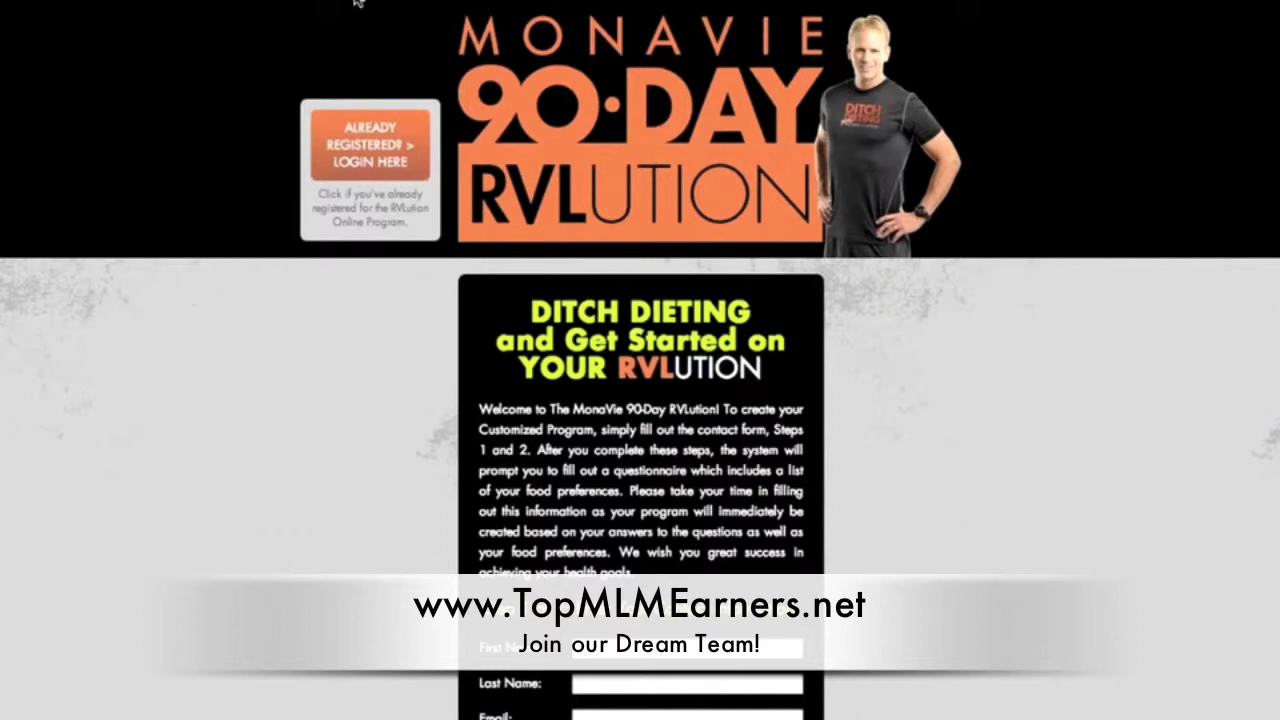 MONAVIE
90·DAY
RVLUTION
ALREADY
REGISTERED? >
LOGIN HERE
Click if you've already
registered for the RVLution
Online Program.
DITCH
DIETING
DITCH DIETING
and Get Started on
YOUR RVLUTION
Welcome to The MonaVie 90-Day RVLution! To create your
Customized Program, simply fill out the contact form, Steps
1 and 2. After you complete these steps, the system will
prompt you to fill out a questionnaire which includes a list
of your food preferences. Please take your time in filling
out this information as your program will immediately be
created based on your answers to the questions as well as
your food preferences. We wish you great success in
achieving your health goals.
www.TopMLMEarners.net
Join our Dream Team!
First
Last Name:
Email: